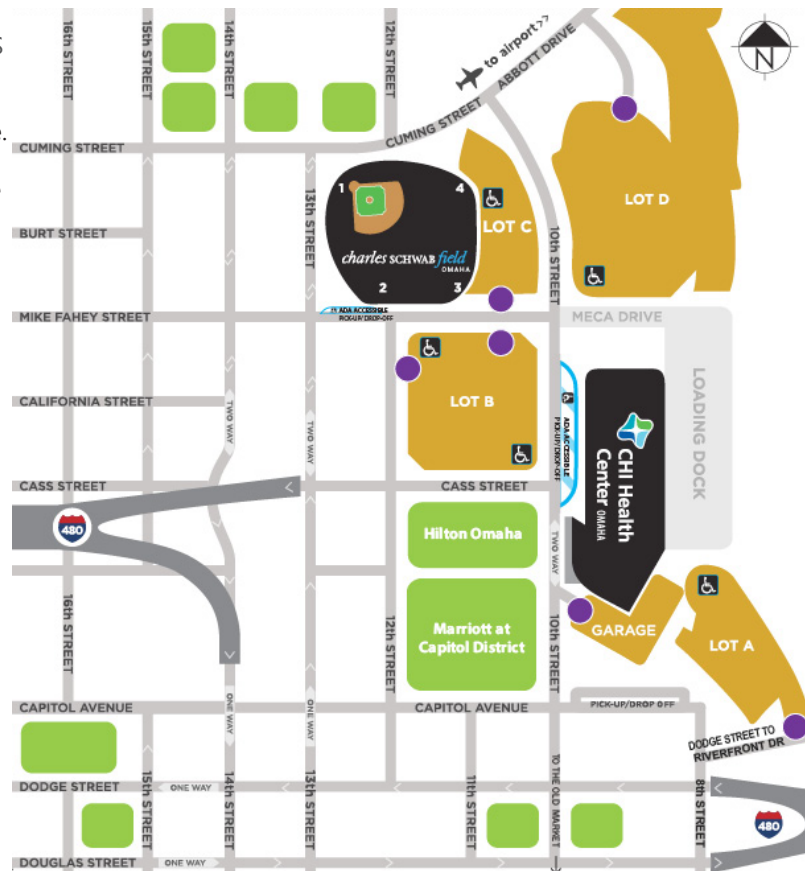 s
e.
16th STREET
15th STREET
14th STREET
12th STREET
to airport>>
ABBOTT DRIVE
CUMING STREET
N
CUMING STREET
13th STREET
1
4
LOT C
LOT D
BURT STREET
charles SCHWAB field
OMAHA
2
3
10th STREET
MIKE FAHEY STREET
ADA ACCESSIBLE
PICK-UP/DROP-OFF
MECA DRIVE
LOT B
CALIFORNIA STREET
TWO WAY
TWO WAY
ADA ACCESSIBLE
PICK-UP/DROP-OFF
CHI Health
Center OMAHA
LOADING DOCK
CASS STREET
CASS STREET
480
Hilton Omaha
TWO WAY
16th STREET
12th STREET
Marriott at
Capitol District
10th STREET
GARAGE
LOT A
ONE WAY
ONE WAY
CAPITOL AVENUE
CAPITOL AVENUE
PICK-UP/DROP OFF
DODGE STREET TO
RIVERFRONT DR
15th STREET
14th STREET
13th STREET
11th STREET
TO THE OLD MARKET
8th STREET
DODGE STREET
ONE WAY
480
DOUGLAS STREET
ONE WAY